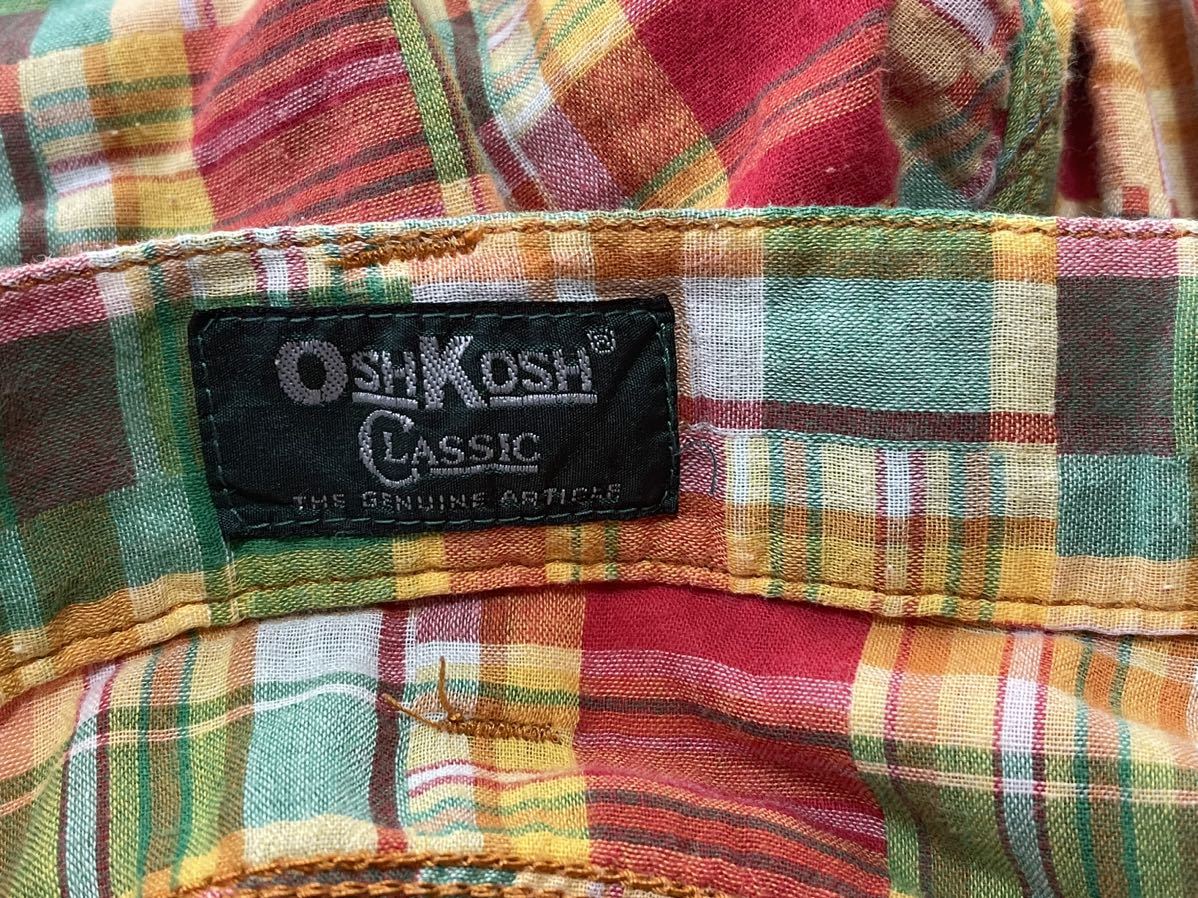 OSHKOSH®
CLASSIC
THE GENUINE ARTICLE